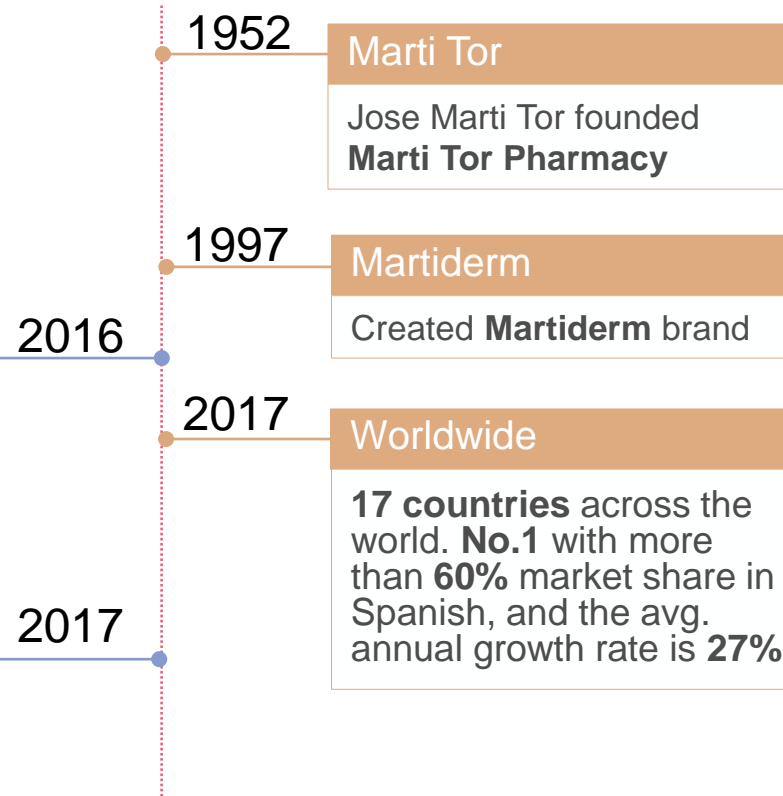 1952
Marti Tor
Jose Marti Tor founded
Marti Tor Pharmacy
1997
Martiderm
Created Martiderm brand
2016
2017
Worldwide
17 countries across the
world. No.1 with more
than 60% market share in
Spanish, and the avg.
annual growth rate is 27%
2017